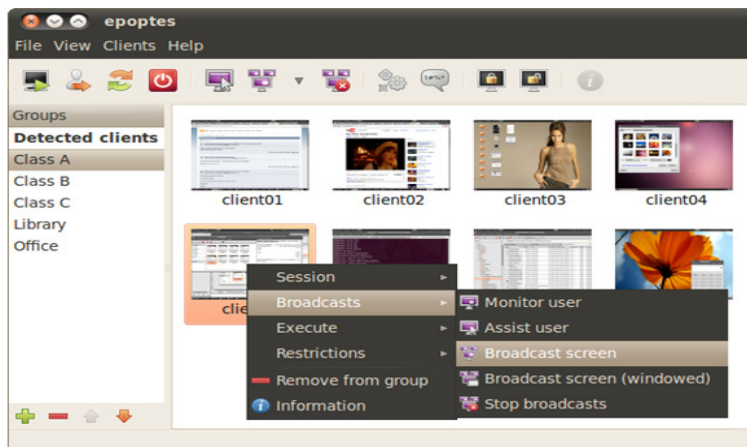 epoptes
File View Clients Help
Groups
Detected clients
Class A
Class B
Class C
Library
Office
client01
client02
client03
client04
clie
Session
Broadcasts
Execute
Restrictions
Remove from group
Information
Monitor user
Assist user
Broadcast screen
Broadcast screen (windowed)
Stop broadcasts